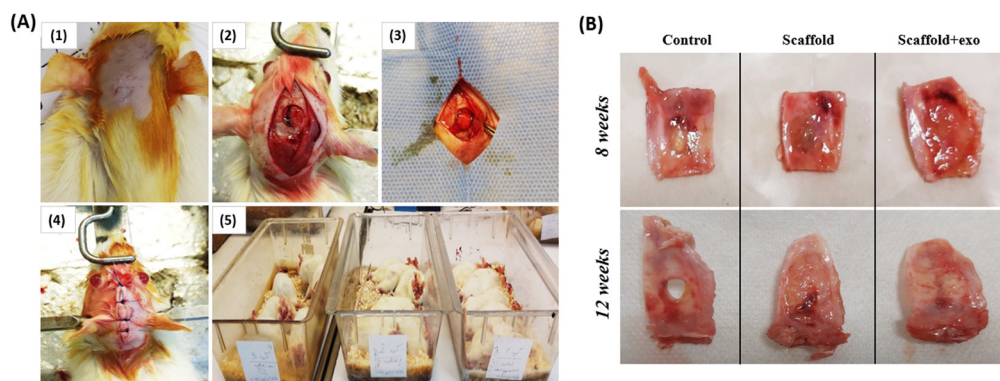 (A)
(1)
(2)
(3)
(4)
(5)
(B)
Control
Scaffold
Scaffold+exo
8 weeks
12 weeks